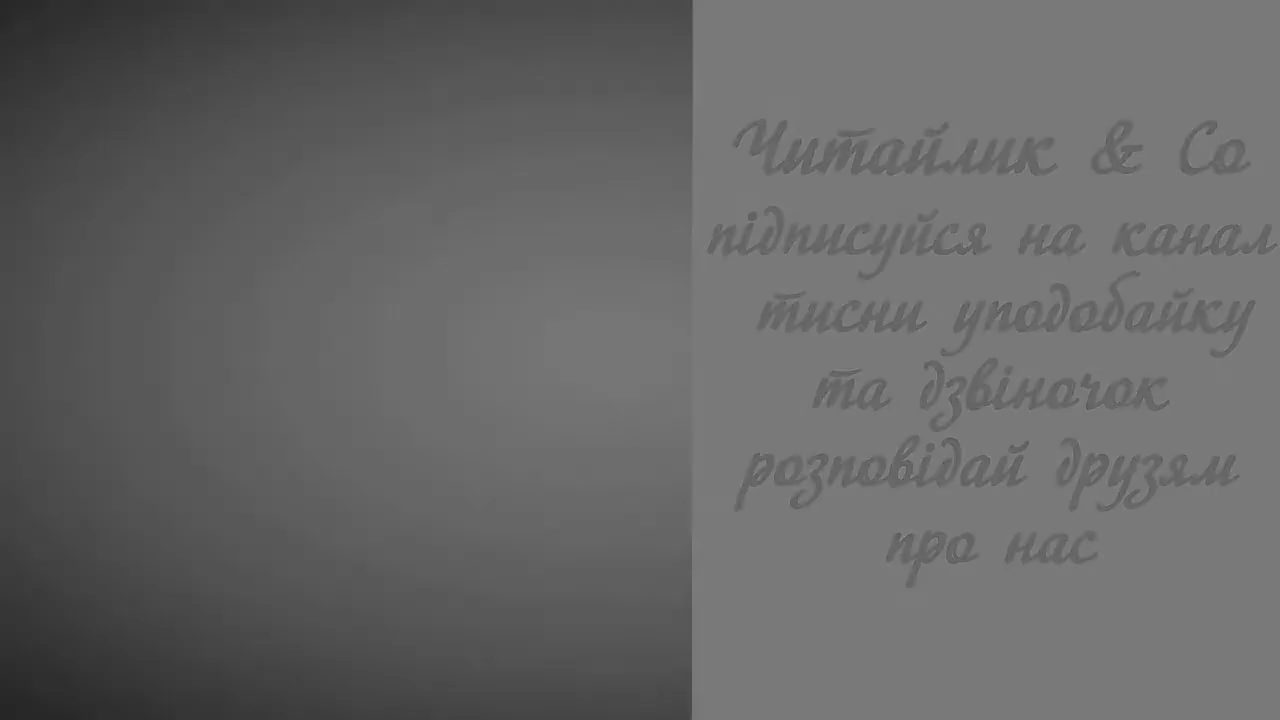 Читайлик & Co
підписуйся на канал
тисни уподобайку
та дзвіночок
розповідай друзям
про нас